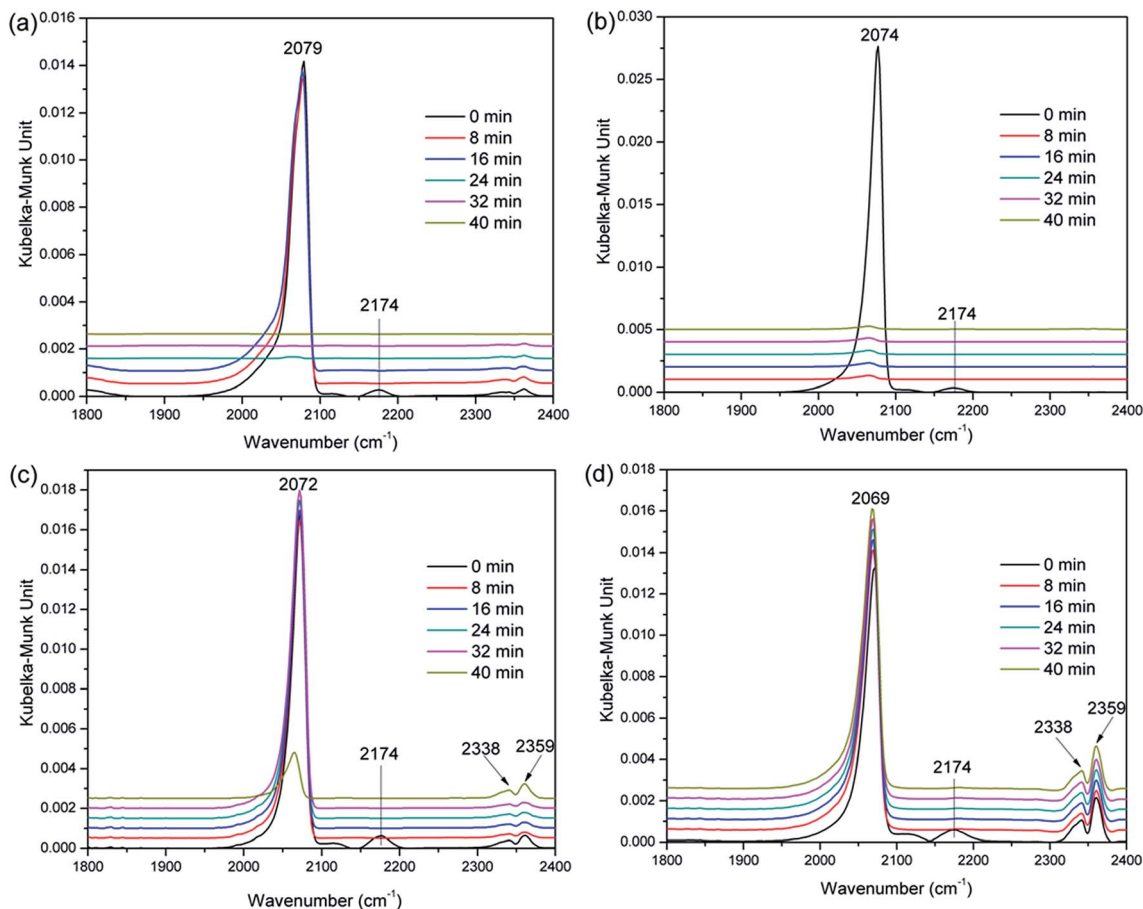 (a)
0.016
0.014
0.012
0.010
0.008
0.006
0.004
0.002
0.000
Kubelka-Munk Unit
2079
2174
0 min
8 min
16 min
24 min
32 min
40 min
1800 1900 2000 2100 2200 2300 2400
Wavenumber (cm-1)
(b)
0.030
0.025
0.020
0.015
0.010
0.005
0.000
Kubelka-Munk Unit
2074
2174
0 min
8 min
16 min
24 min
32 min
40 min
1800 1900 2000 2100 2200 2300 2400
Wavenumber (cm-1)
(c)
0.018
0.016
0.014
0.012
0.010
0.008
0.006
0.004
0.002
0.000
Kubelka-Munk Unit
2072
2174
2338
2359
0 min
8 min
16 min
24 min
32 min
40 min
1800 1900 2000 2100 2200 2300 2400
Wavenumber (cm-1)
(d)
0.018
0.016
0.014
0.012
0.010
0.008
0.006
0.004
0.002
0.000
Kubelka-Munk Unit
2069
2174
2338
2359
0 min
8 min
16 min
24 min
32 min
40 min
1800 1900 2000 2100 2200 2300 2400
Wavenumber (cm-1)